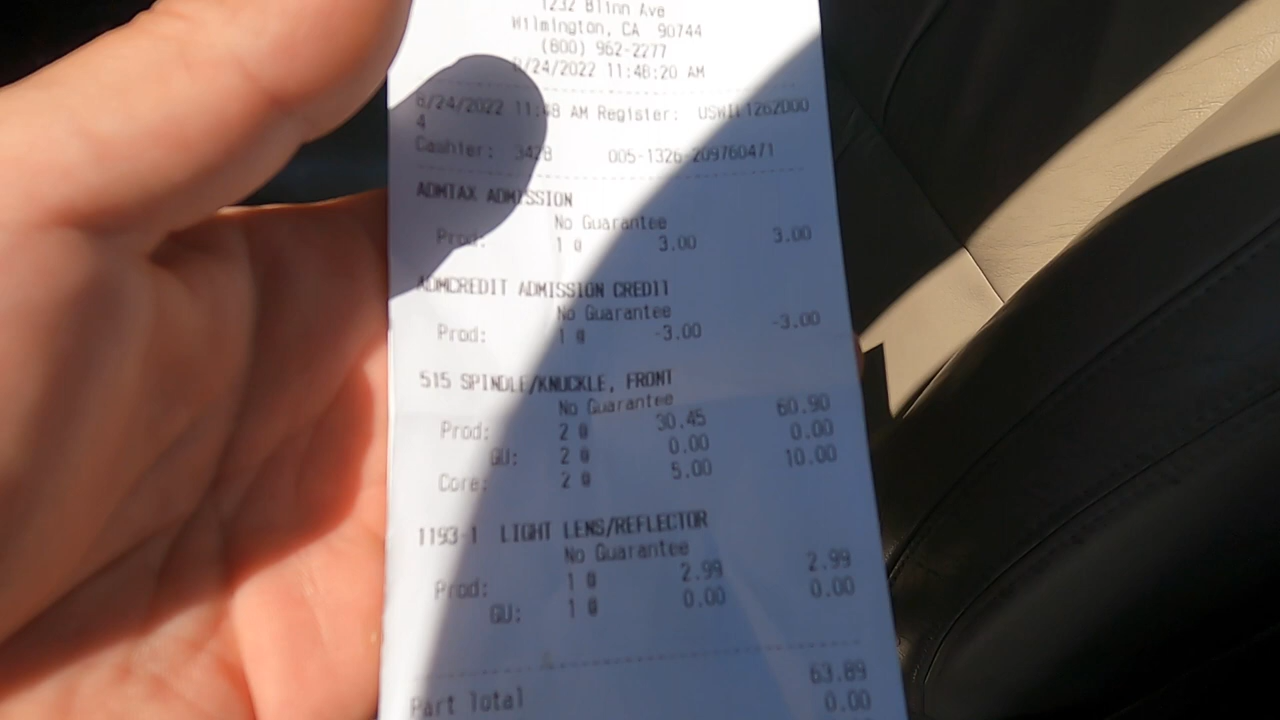 1232 Blinn Ave
Wilmington, CA 90744
(800) 962-2277
/24/2022 11:48:20 AM
/24/2022 11:48 AM Register: USWIL1262D00
4
Cashier: 3428 005-1326-209760471
ADMTAX ADMISSION
No Guarantee
Prod: 1 @ 3.00 3.00
ADMCREDIT ADMISSION CREDIT
No Guarantee
Prod: 1 @ -3.00 -3.00
515 SPINDLE/KNUCKLE, FRONT
No Guarantee
Prod: 2 @ 30.45 60.90
GU: 2 @ 0.00 0.00
Core: 2 @ 5.00 10.00
1193-1 LIGHT LENS/REFLECTOR
No Guarantee
Prod: 1 @ 2.99 2.99
GU: 1 @ 0.00 0.00
63.89
Part Total 0.00